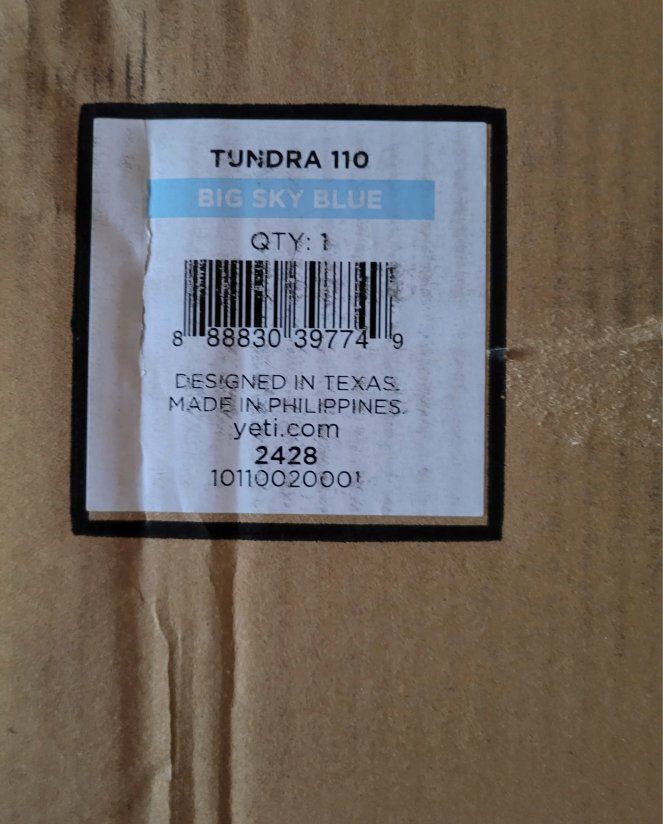 TUNDRA 110
BIG SKY BLUE
QTY: 1
8 88830 39774 9
DESIGNED IN TEXAS.
MADE IN PHILIPPINES.
yeti.com
2428
10110020001